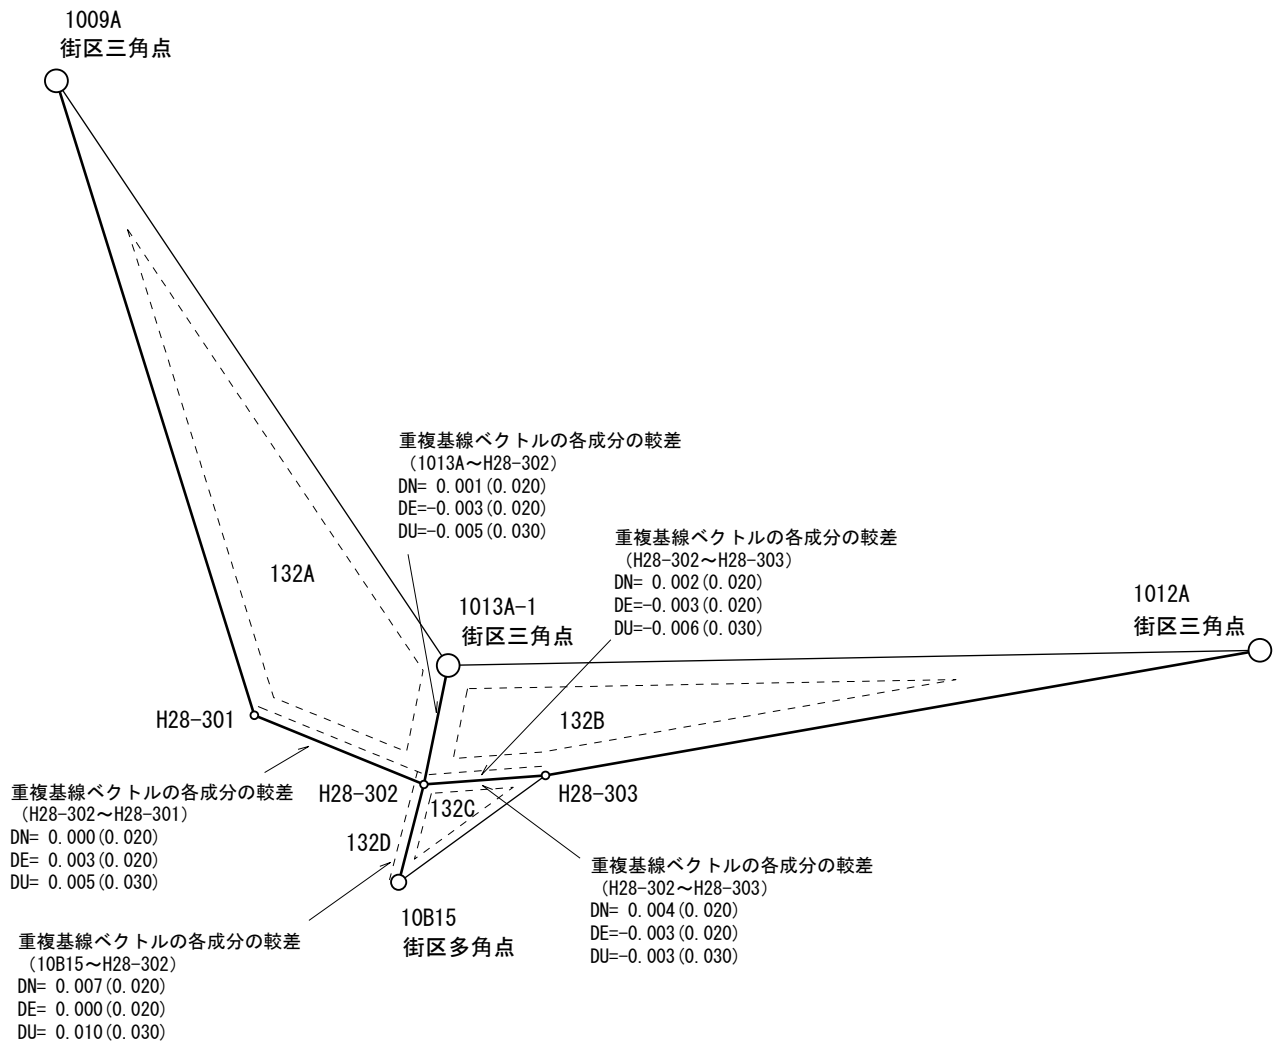 1009A
街区三角点
重複基線ベクトルの各成分の較差
(1013A～H28-302)
DN= 0.001(0.020)
DE=-0.003(0.020)
DU=-0.005(0.030)
重複基線ベクトルの各成分の較差
(H28-302～H28-303)
DN= 0.002(0.020)
DE=-0.003(0.020)
DU=-0.006(0.030)
132A
1013A-1
街区三角点
1012A
街区三角点
H28-301
132B
H28-302
H28-303
132C
132D
重複基線ベクトルの各成分の較差
(H28-302～H28-301)
DN= 0.000(0.020)
DE= 0.003(0.020)
DU= 0.005(0.030)
重複基線ベクトルの各成分の較差
(H28-302～H28-303)
DN= 0.004(0.020)
DE=-0.003(0.020)
DU=-0.003(0.030)
10B15
街区多角点
重複基線ベクトルの各成分の較差
(10B15～H28-302)
DN= 0.007(0.020)
DE= 0.000(0.020)
DU= 0.010(0.030)